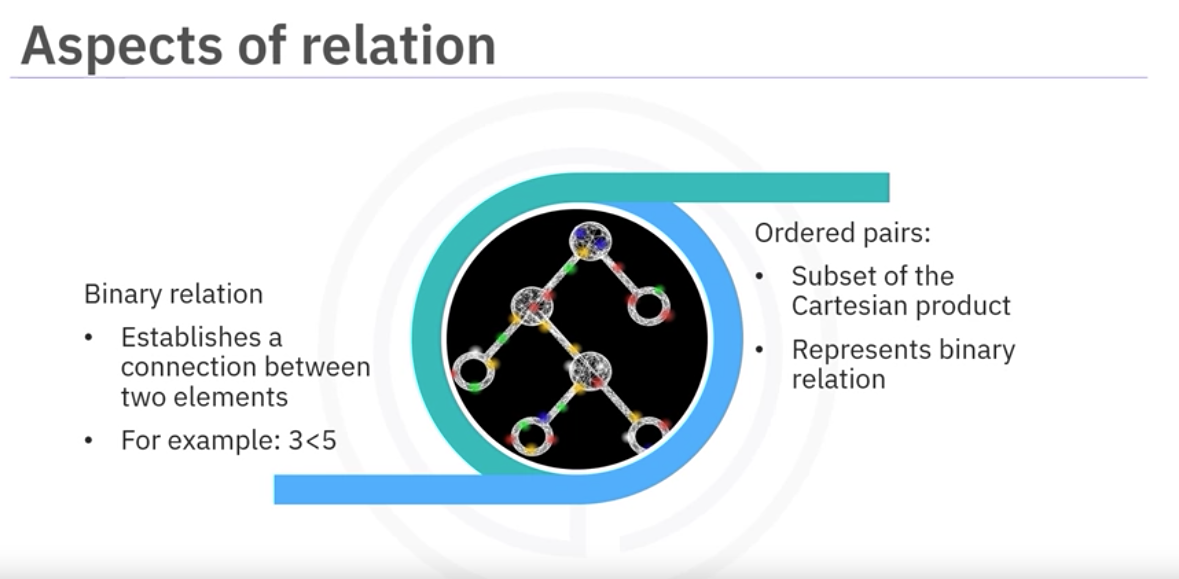 Aspects of relation
Binary relation
• Establishes a
connection between
two elements
• For example: 3<5
Ordered pairs:
• Subset of the
Cartesian product
• Represents binary
relation